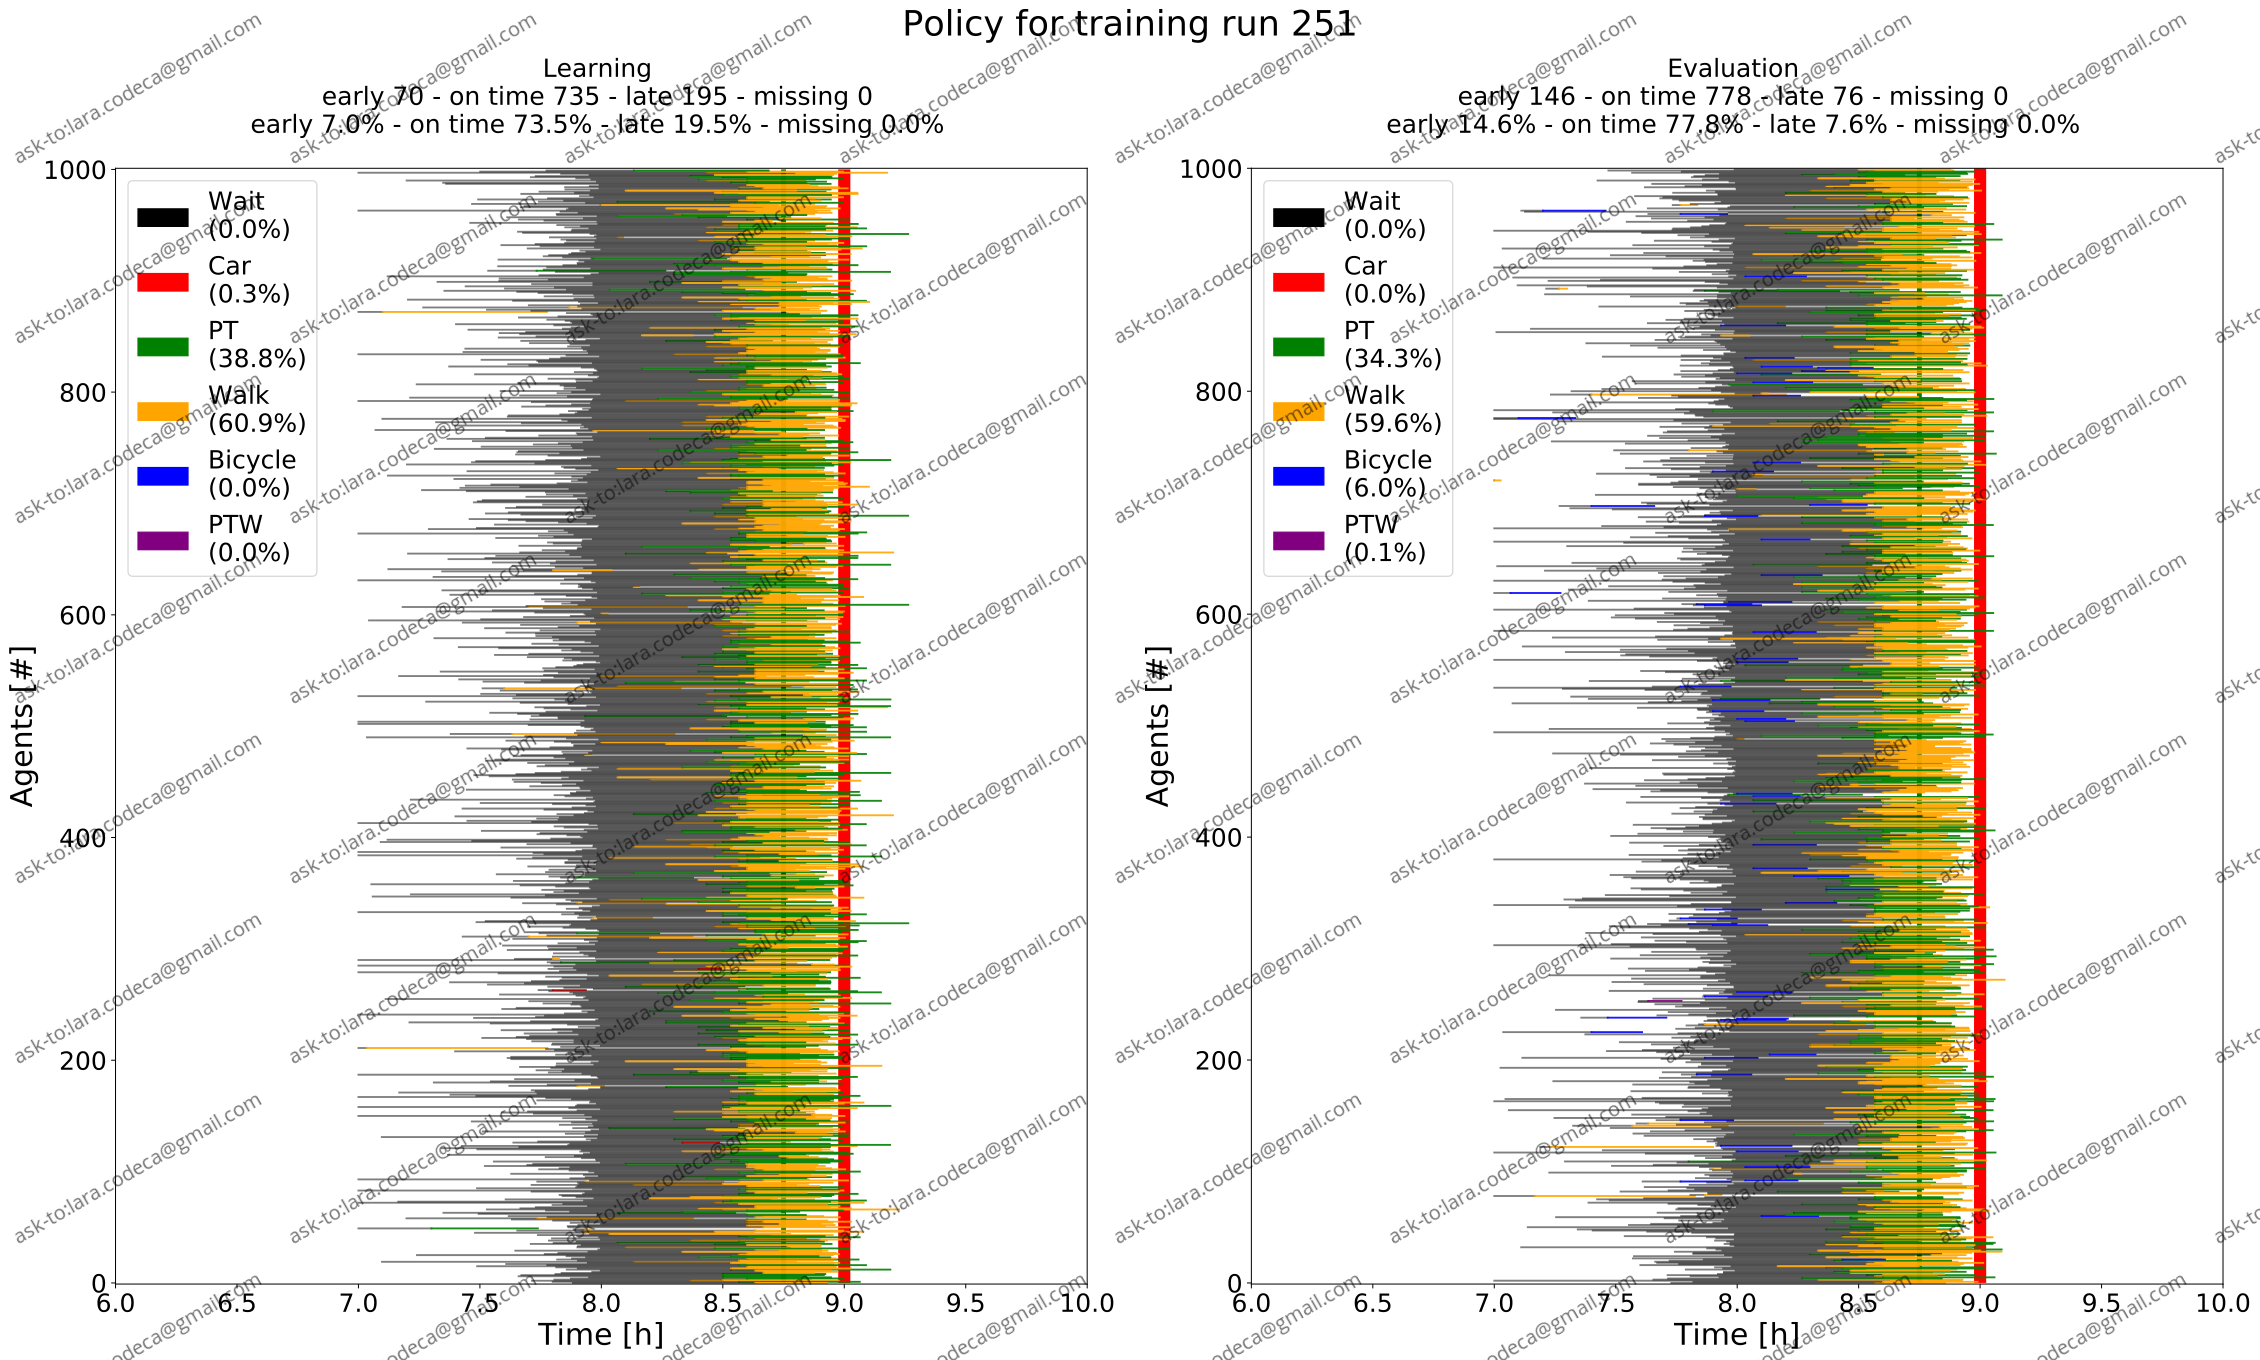 Policy for training run 251
Learning
early 70 - on time 735 - late 195 - missing 0
early 7.0% - on time 73.5% - late 19.5% - missing 0.0%
Wait
(0.0%)
Car
(0.3%)
PT
(38.8%)
Walk
(60.9%)
Bicycle
(0.0%)
PTW
(0.0%)
1000
800
600
400
200
0
Agents [#]
6.0 6.5 7.0 7.5 8.0 8.5 9.0 9.5 10.0
Time [h]
Evaluation
early 146 - on time 778 - late 76 - missing 0
early 14.6% - on time 77.8% - late 7.6% - missing 0.0%
Wait
(0.0%)
Car
(0.0%)
PT
(34.3%)
Walk
(59.6%)
Bicycle
(6.0%)
PTW
(0.1%)
1000
800
600
400
200
0
Agents [#]
6.0 6.5 7.0 7.5 8.0 8.5 9.0 9.5 10.0
Time [h]
ask-to:lara.codeca@gmail.com